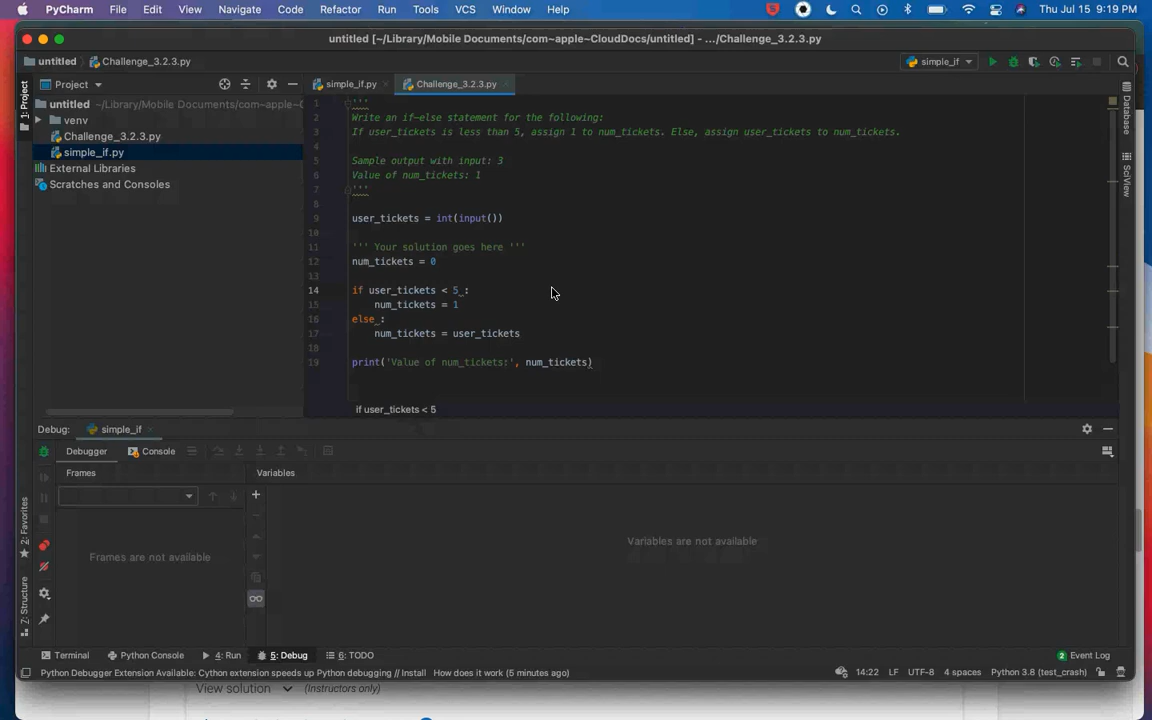 PyCharm File Edit View Navigate Code Refactor Run Tools VCS Window Help Thu Jul 15 9:19 PM
untitled [~/Library/Mobile Documents/com~apple~CloudDocs/untitled] - .../Challenge_3.2.3.py
untitled Challenge_3.2.3.py simple_if
Project simple_if.py Challenge_3.2.3.py
1: Project
untitled ~/Library/Mobile Documents/com~apple~C
venv
Challenge_3.2.3.py
simple_if.py
External Libraries
Scratches and Consoles
1 '''
2 Write an if-else statement for the following:
3 If user_tickets is less than 5, assign 1 to num_tickets. Else, assign user_tickets to num_tickets.
4
5 Sample output with input: 3
6 Value of num_tickets: 1
7 '''
8
9 user_tickets = int(input())
10
11 ''' Your solution goes here '''
12 num_tickets = 0
13
14 if user_tickets < 5 :
15 num_tickets = 1
16 else :
17 num_tickets = user_tickets
18
19 print('Value of num_tickets:', num_tickets)
if user_tickets < 5
Database
SciView
Debug: simple_if
Debugger Console
Frames Variables
Frames are not available
Variables are not available
2: Favorites
Z: Structure
Terminal Python Console 4: Run 5: Debug 6: TODO 2 Event Log
Python Debugger Extension Available: Cython extension speeds up Python debugging // Install How does it work (5 minutes ago) 14:22 LF UTF-8 4 spaces Python 3.8 (test_crash)
View solution (Instructors only)